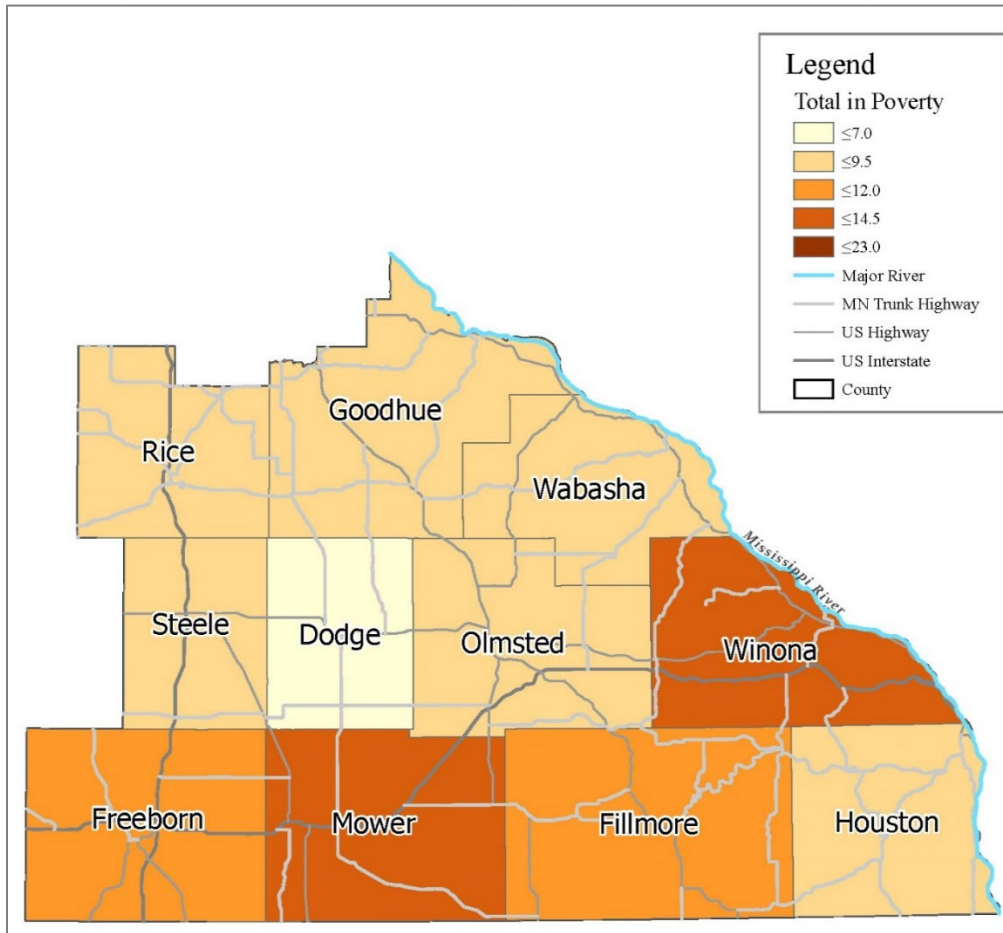 Legend
Total in Poverty
≤7.0
≤9.5
≤12.0
≤14.5
≤23.0
Major River
MN Trunk Highway
US Highway
US Interstate
County
Goodhue
Rice
Wabasha
Mississippi River
Steele
Dodge
Olmsted
Winona
Freeborn
Mower
Fillmore
Houston